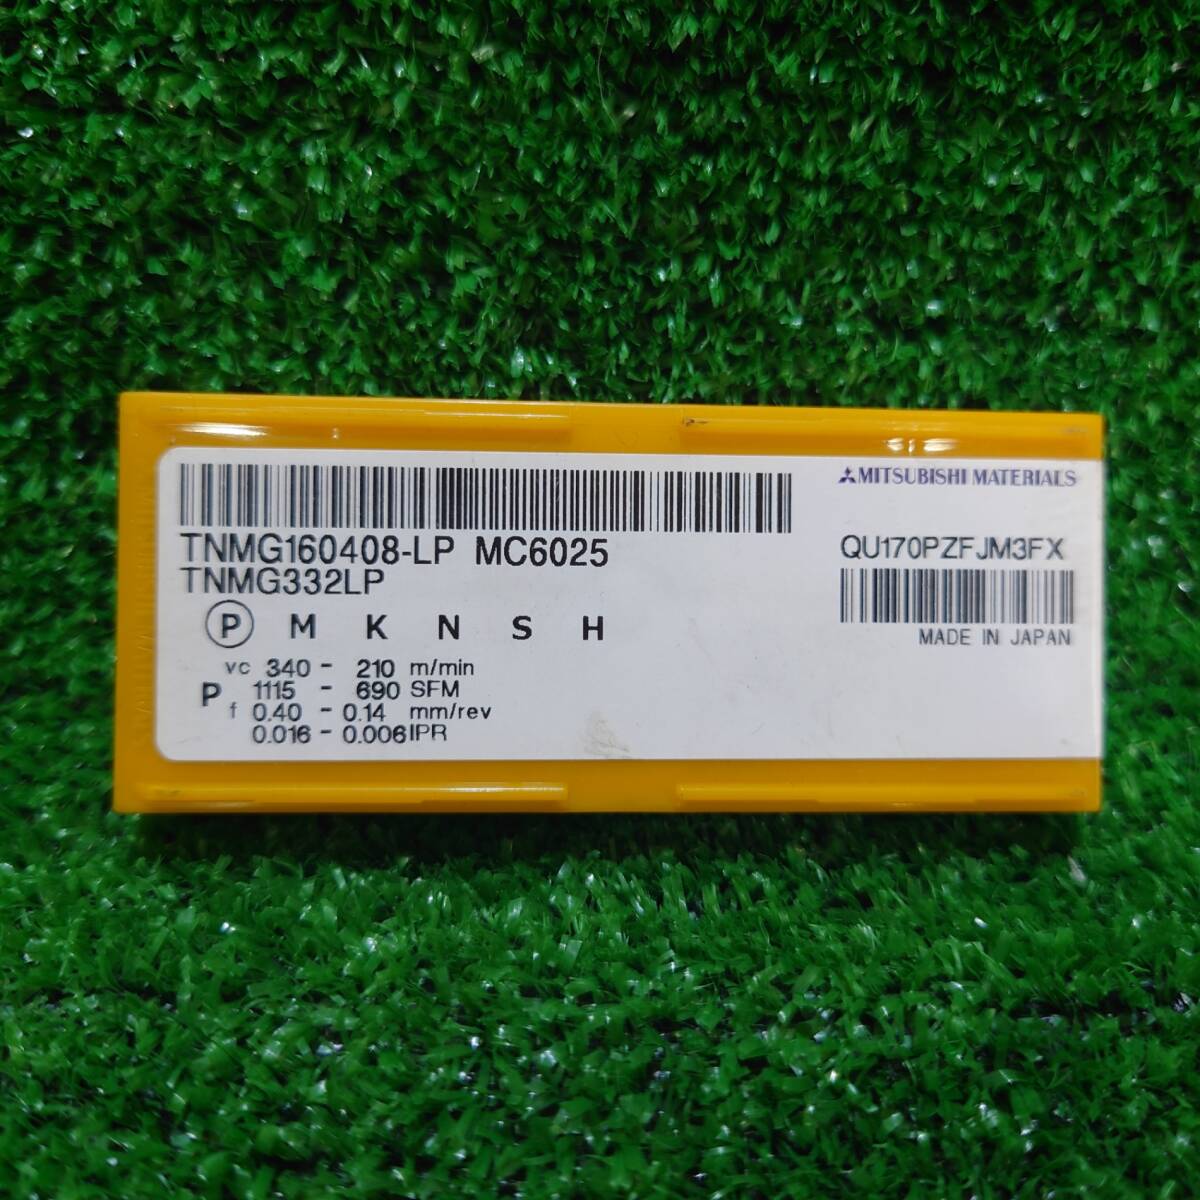 MITSUBISHI MATERIALS
TNMG160408-LP MC6025
TNMG332LP
QU170PZFJM3FX
MADE IN JAPAN
P M K N S H
P
vc 340 - 210 m/min
1115 - 690 SFM
f 0.40 - 0.14 mm/rev
0.016 - 0.006 IPR